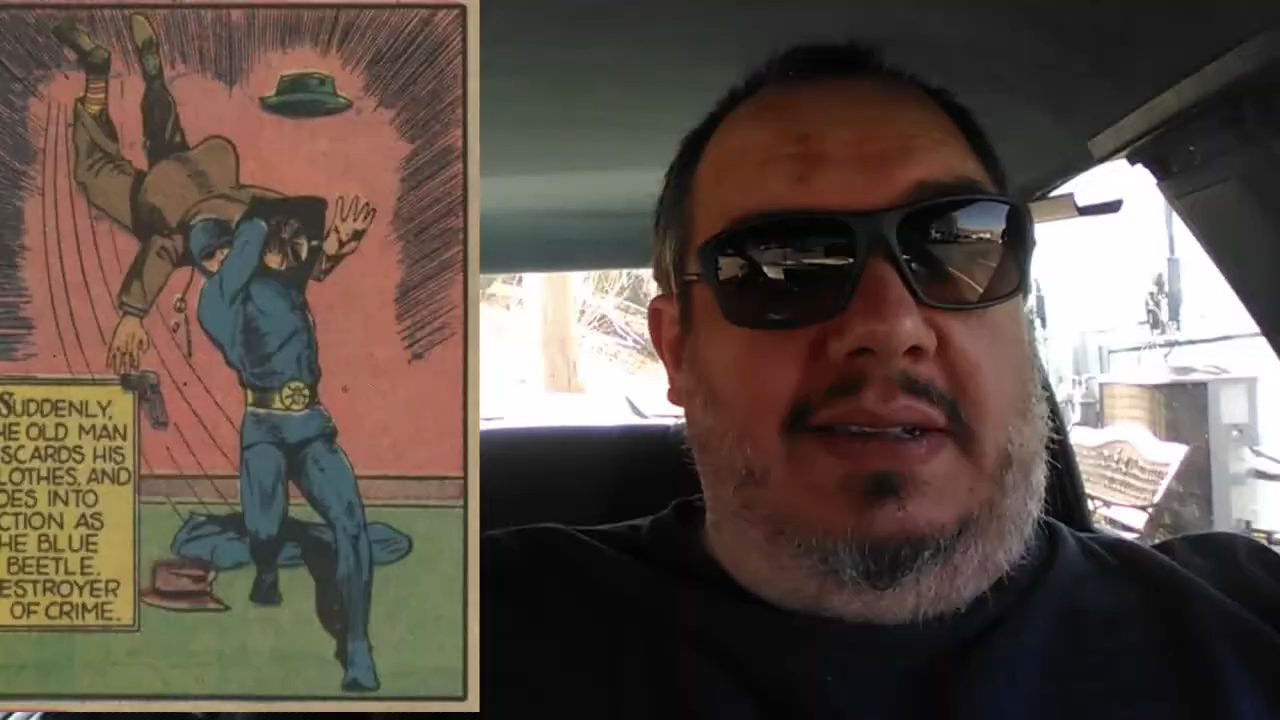 SUDDENLY,
HE OLD MAN
SCARDS HIS
LOTHES, AND
OES INTO
CTION AS
HE BLUE
BEETLE.
ESTROYER
OF CRIME.